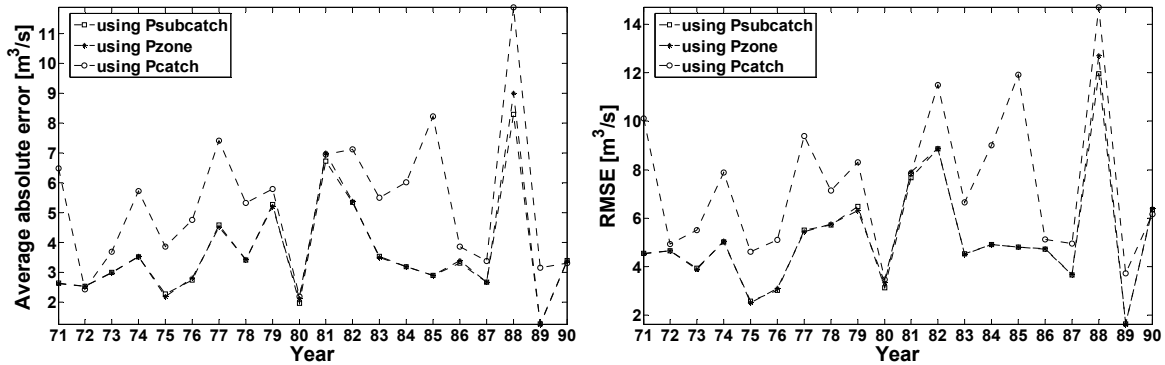 Average absolute error [m³/s]
11
10
9
8
7
6
5
4
3
2
using Psubcatch
using Pzone
using Pcatch
71 72 73 74 75 76 77 78 79 80 81 82 83 84 85 86 87 88 89 90
Year
RMSE [m³/s]
14
12
10
8
6
4
2
using Psubcatch
using Pzone
using Pcatch
71 72 73 74 75 76 77 78 79 80 81 82 83 84 85 86 87 88 89 90
Year